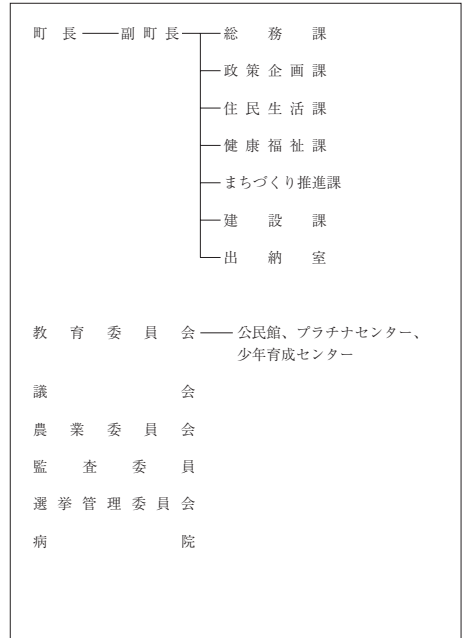 町長 副町長 総務課
政策企画課
住民生活課
健康福祉課
まちづくり推進課
建設課
出納室
教育委員会 公民館、プラチナセンター、
少年育成センター
議会
農業委員会
監査委員
選挙管理委員会
病院